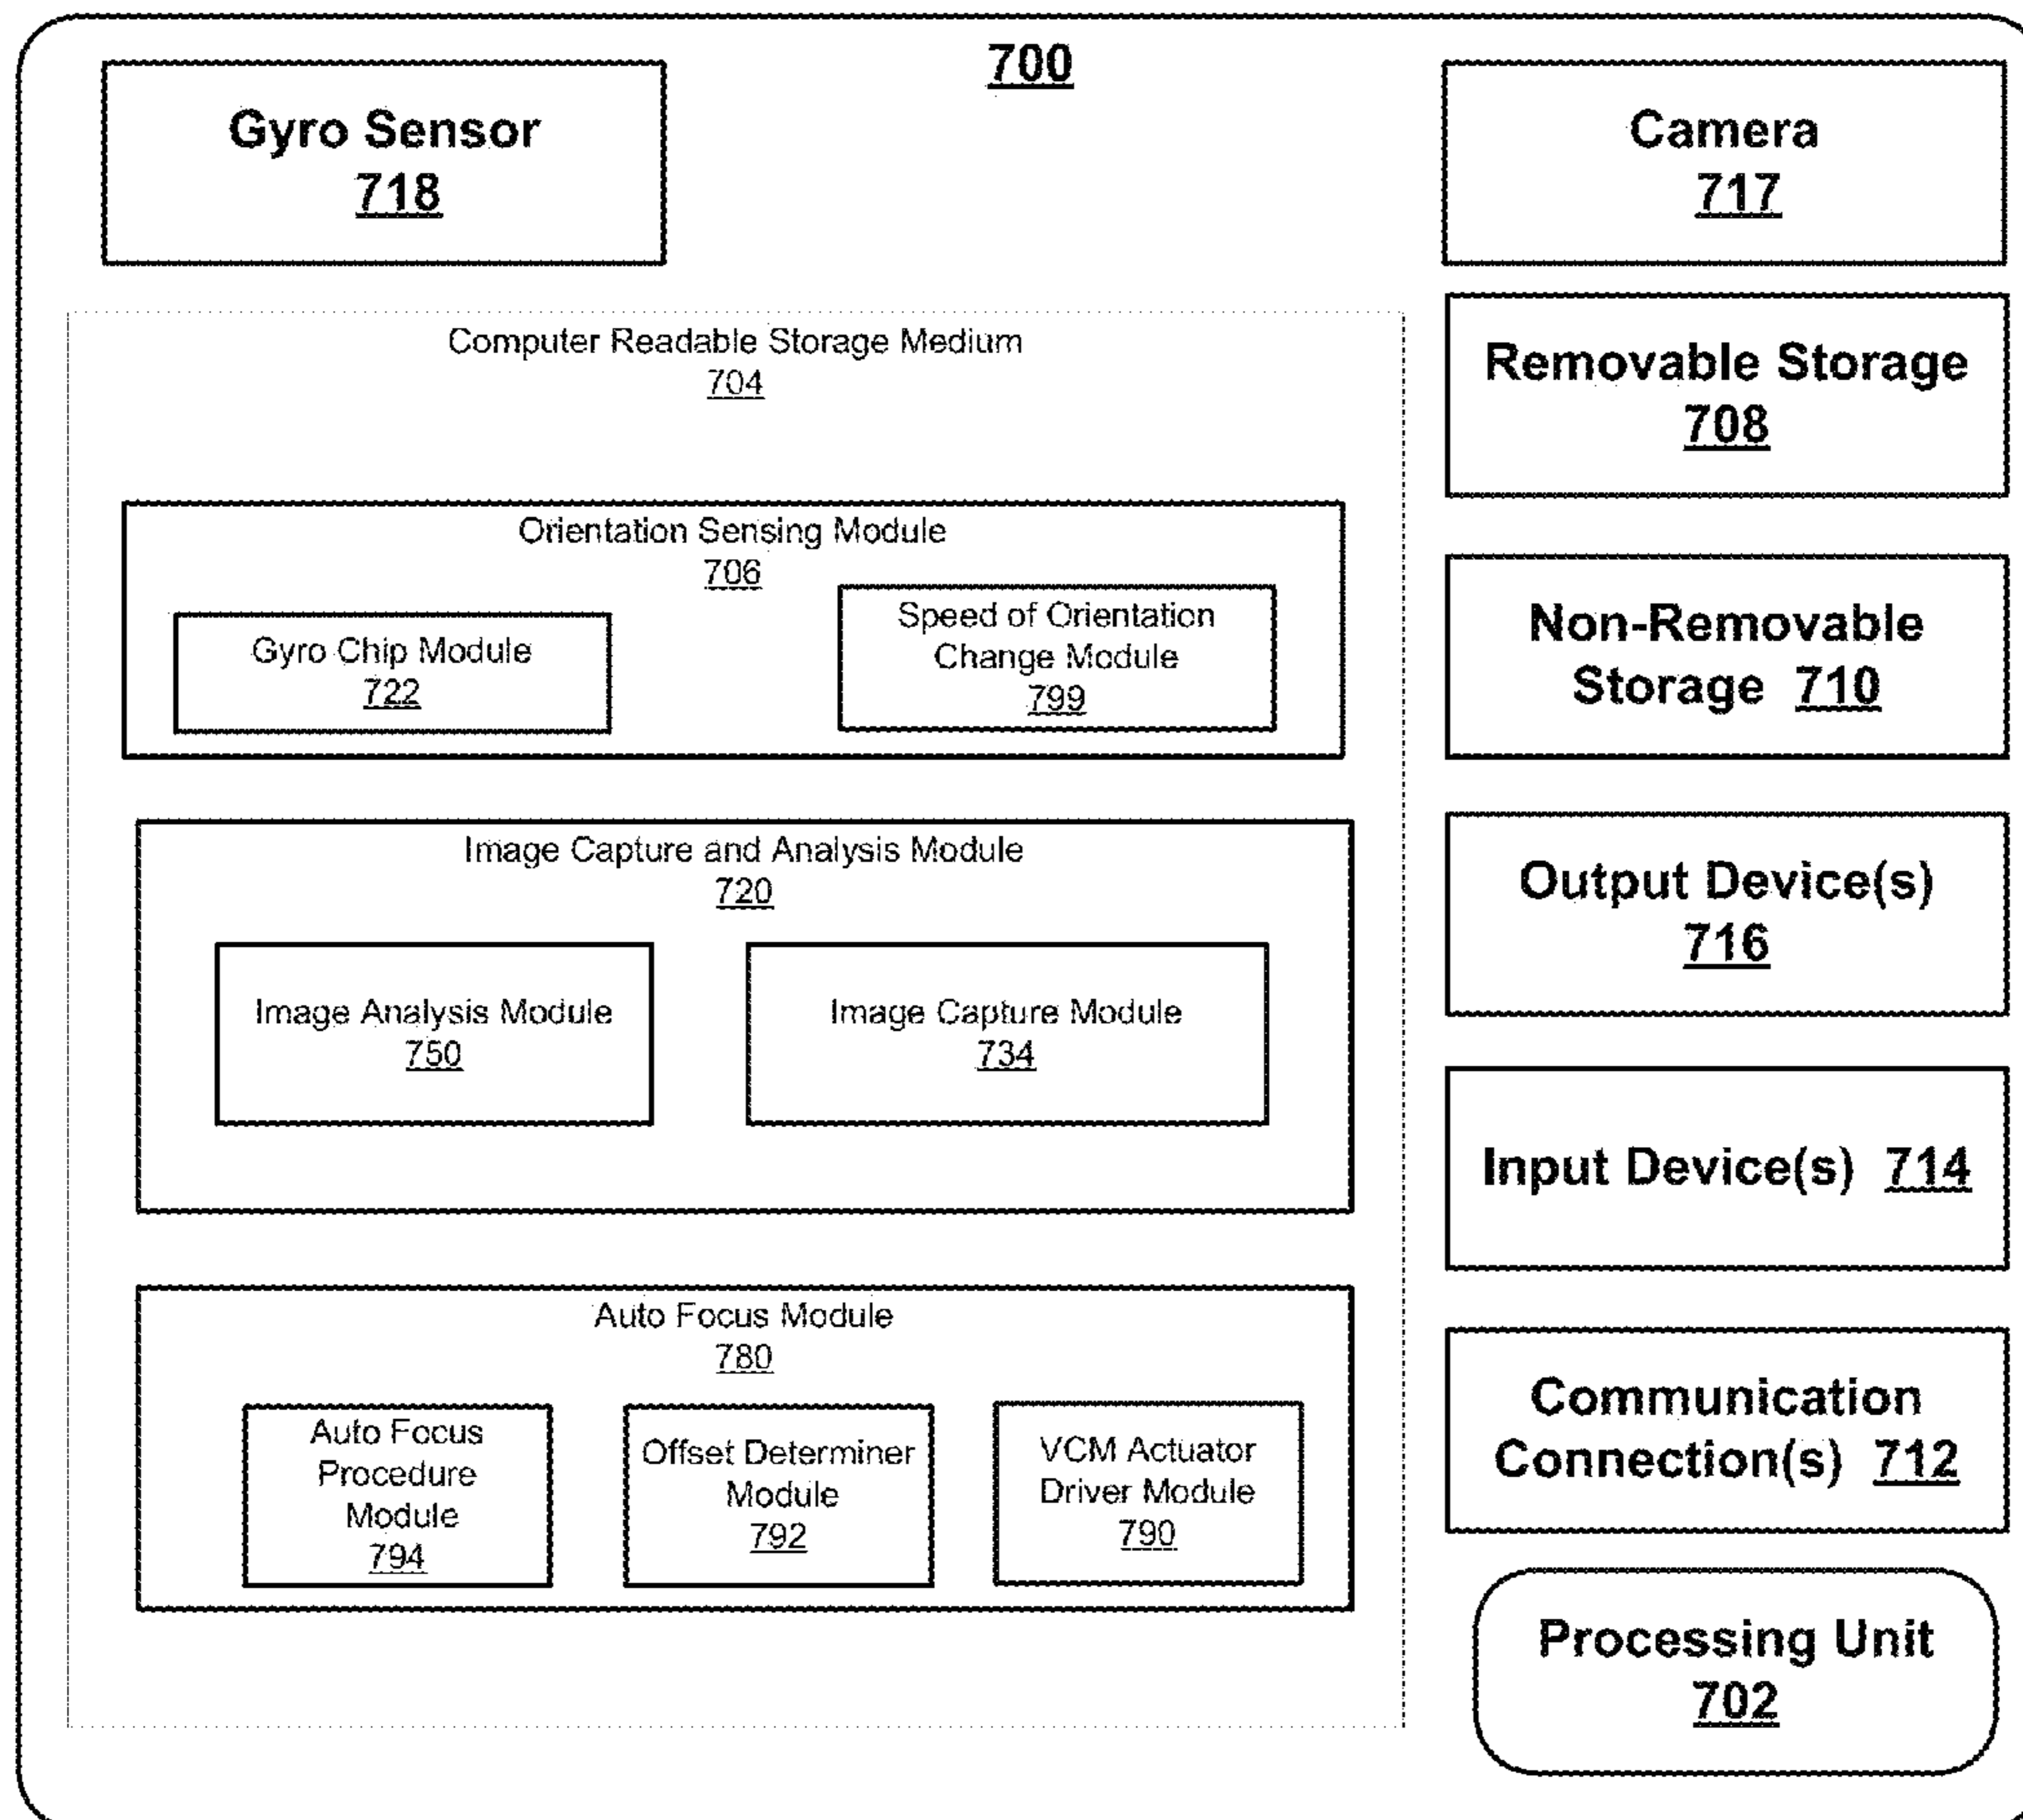 700
Gyro Sensor
718
Camera
717
Computer Readable Storage Medium
704
Orientation Sensing Module
706
Gyro Chip Module
722
Speed of Orientation
Change Module
799
Image Capture and Analysis Module
720
Image Analysis Module
750
Image Capture Module
734
Auto Focus Module
780
Auto Focus
Procedure
Module
794
Offset Determiner
Module
792
VCM Actuator
Driver Module
790
Removable Storage
708
Non-Removable
Storage 710
Output Device(s)
716
Input Device(s) 714
Communication
Connection(s) 712
Processing Unit
702